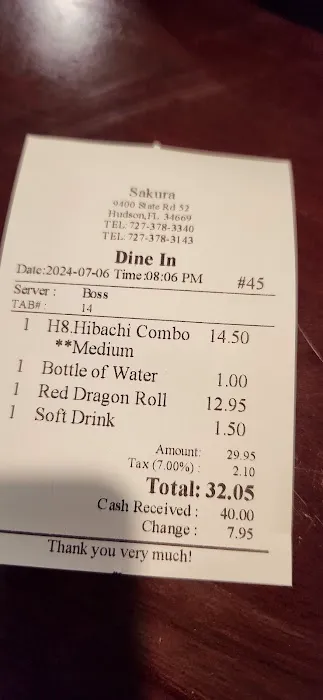 Sakura
9400 State Rd 52
Hudson,FL 34669
TEL: 727-378-3340
TEL: 727-378-3143
Dine In
Date:2024-07-06 Time:08:06 PM #45
Server : Boss
TAB# : 14
1 H8.Hibachi Combo 14.50
**Medium
1 Bottle of Water 1.00
1 Red Dragon Roll 12.95
1 Soft Drink 1.50
Amount: 29.95
Tax (7.00%) : 2.10
Total: 32.05
Cash Received : 40.00
Change : 7.95
Thank you very much!